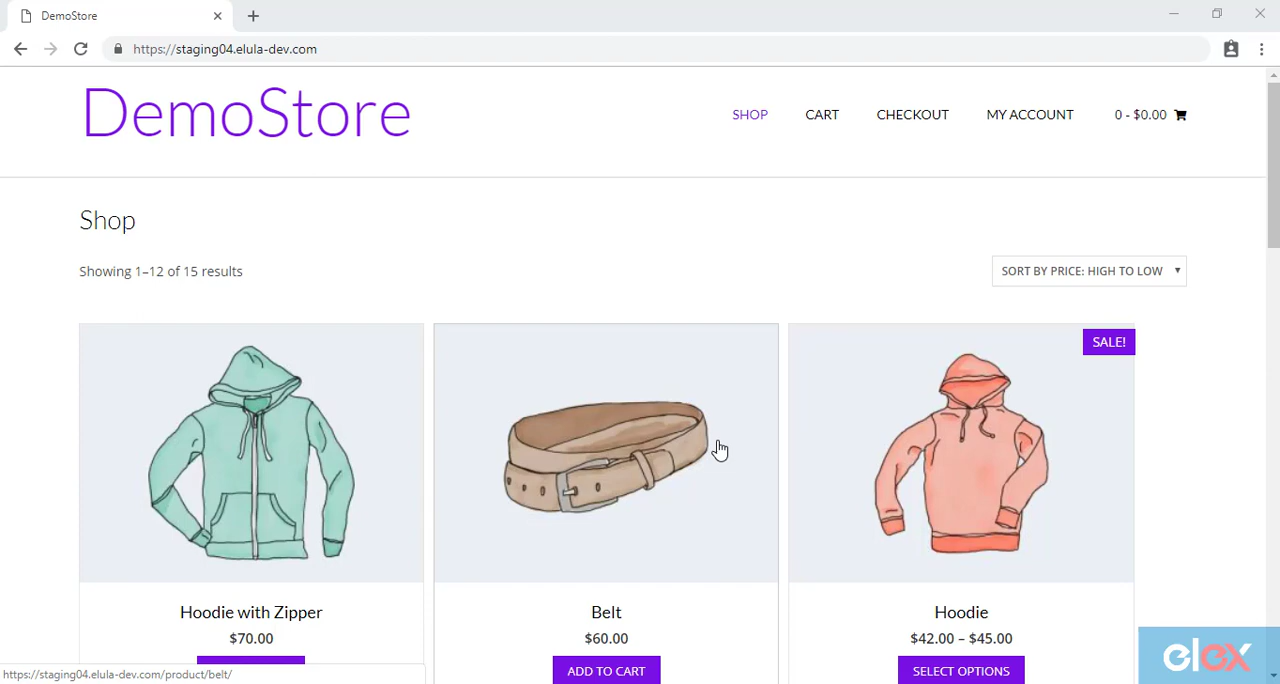 DemoStore
https://staging04.elula-dev.com
DemoStore
SHOP CART CHECKOUT MY ACCOUNT 0 - $0.00
Shop
Showing 1–12 of 15 results
SORT BY PRICE: HIGH TO LOW
SALE!
Hoodie with Zipper
$70.00
Belt
$60.00
ADD TO CART
Hoodie
$42.00 – $45.00
SELECT OPTIONS
https://staging04.elula-dev.com/product/belt/
elex